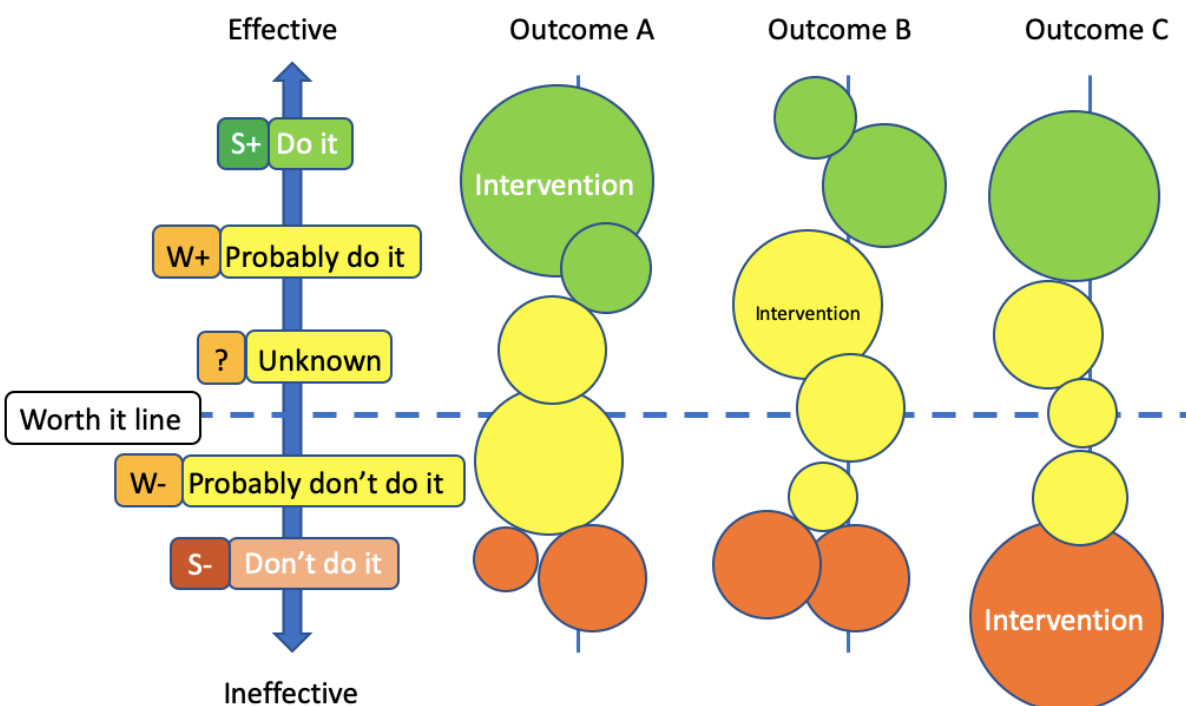 Effective
Outcome A
Outcome B
Outcome C
S+ Do it
Intervention
W+ Probably do it
Intervention
? Unknown
Worth it line
W- Probably don't do it
S- Don't do it
Intervention
Ineffective